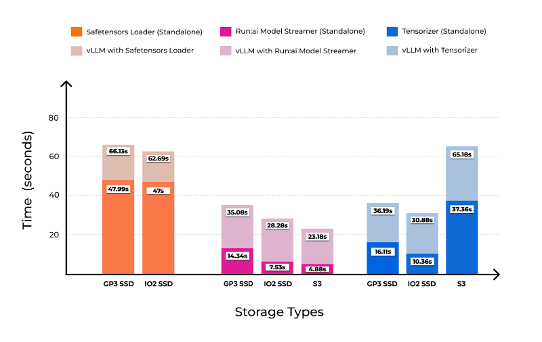 Safetensors Loader (Standalone) Run:ai Model Streamer (Standalone) Tensorizer (Standalone)
vLLM with Safetensors Loader vLLM with Run:ai Model Streamer vLLM with Tensorizer
Time (seconds)
80
60
40
20
66.13s 62.69s 35.08s 28.28s 23.18s 36.19s 30.88s 65.18s
47.99s 47s 14.34s 7.53s 4.88s 16.11s 10.36s 37.36s
GP3 SSD IO2 SSD GP3 SSD IO2 SSD S3 GP3 SSD IO2 SSD S3
Storage Types